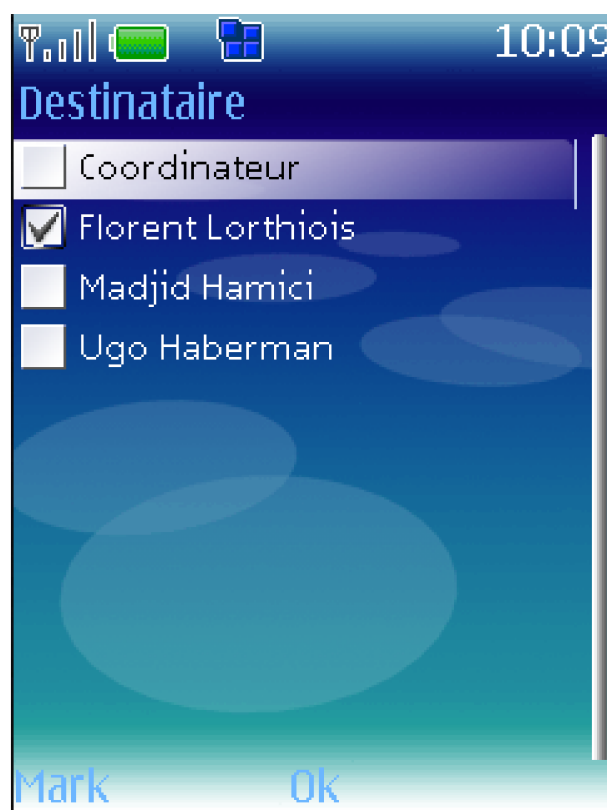 10:09
Destinataire
Coordinateur
Florent Lorthiois
Madjid Hamici
Ugo Haberman
Mark Ok